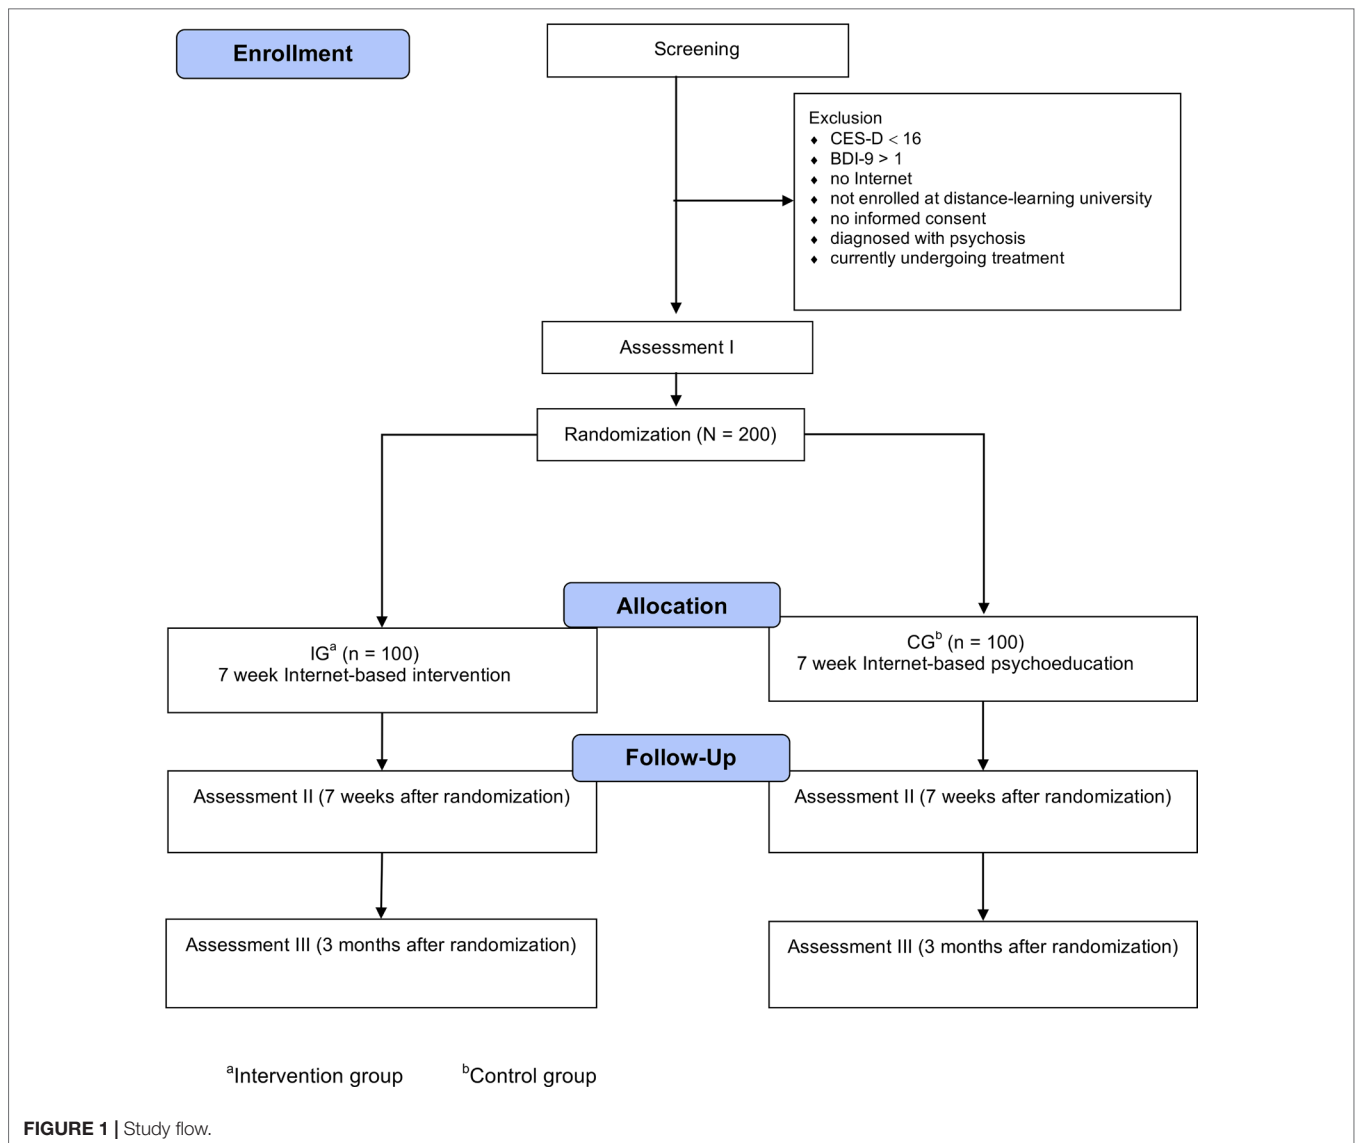 Enrollment
Screening
Exclusion
♦ CES-D < 16
♦ BDI-9 > 1
♦ no Internet
♦ not enrolled at distance-learning university
♦ no informed consent
♦ diagnosed with psychosis
♦ currently undergoing treatment
Assessment I
Randomization (N = 200)
Allocation
IGᵃ (n = 100)
7 week Internet-based intervention
CGᵇ (n = 100)
7 week Internet-based psychoeducation
Follow-Up
Assessment II (7 weeks after randomization)
Assessment II (7 weeks after randomization)
Assessment III (3 months after randomization)
Assessment III (3 months after randomization)
ᵃIntervention group
ᵇControl group
FIGURE 1 | Study flow.